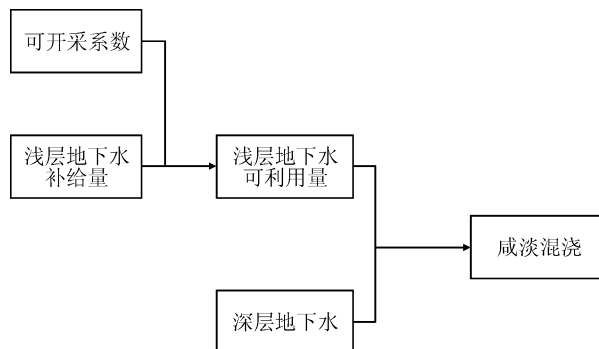 可开采系数
浅层地下水
补给量
浅层地下水
可利用量
咸淡混浇
深层地下水